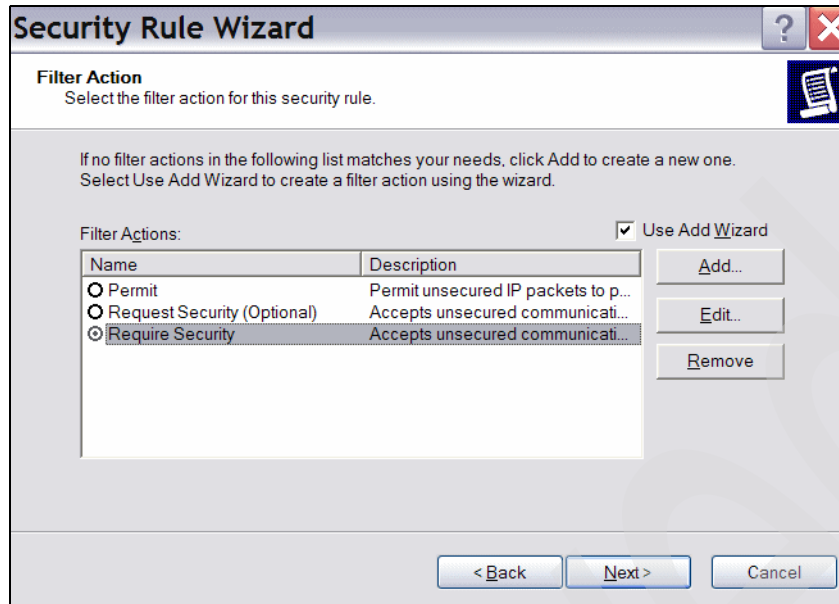 Security Rule Wizard
Filter Action
Select the filter action for this security rule.
If no filter actions in the following list matches your needs, click Add to create a new one.
Select Use Add Wizard to create a filter action using the wizard.
Filter Actions:
Use Add Wizard
Name Description
Permit Permit unsecured IP packets to p...
Request Security (Optional) Accepts unsecured communicati...
Require Security Accepts unsecured communicati...
Add...
Edit...
Remove
< Back Next > Cancel